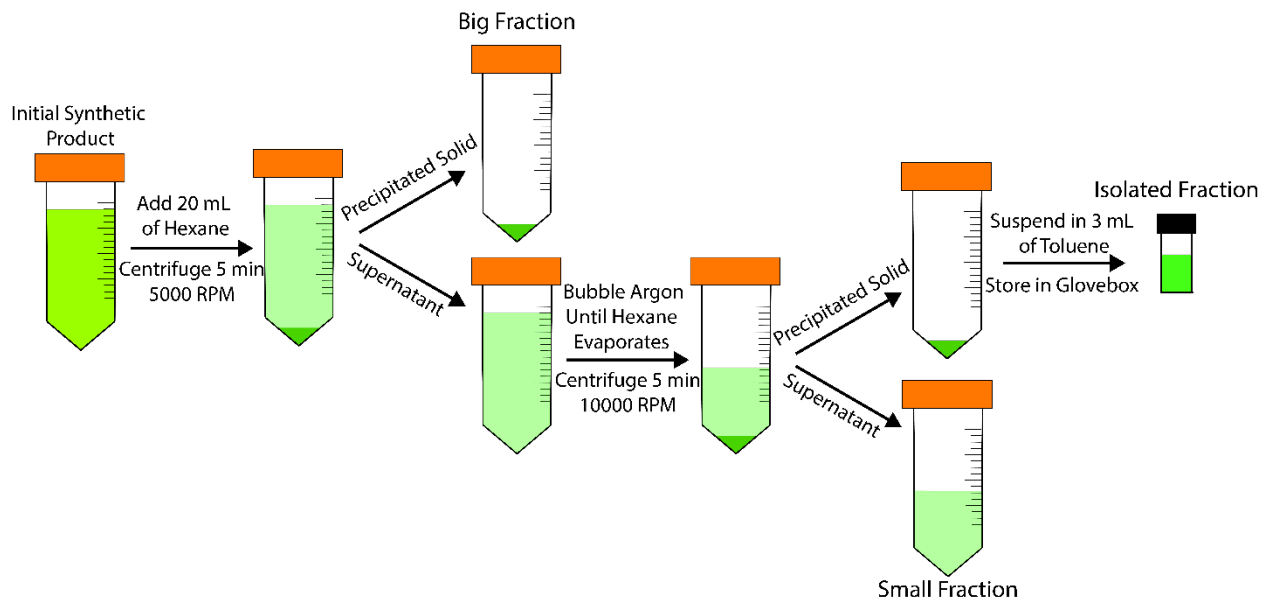 Big Fraction
Initial Synthetic
Product
Add 20 mL
of Hexane
Centrifuge 5 min
5000 RPM
Precipitated Solid
Supernatant
Bubble Argon
Until Hexane
Evaporates
Centrifuge 5 min
10000 RPM
Precipitated Solid
Supernatant
Suspend in 3 mL
of Toluene
Store in Glovebox
Isolated Fraction
Small Fraction